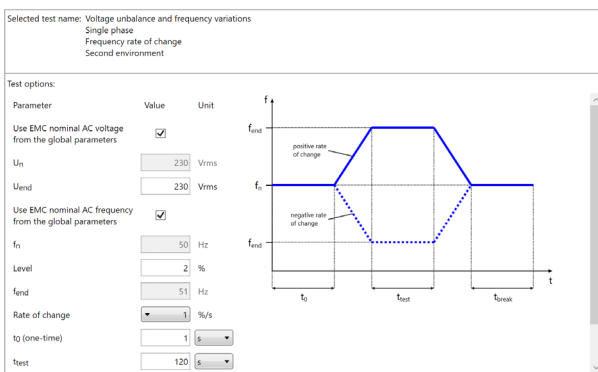 Selected test name: Voltage unbalance and frequency variations
Single phase
Frequency rate of change
Second environment
Test options:
Parameter Value Unit
Use EMC nominal AC voltage
from the global parameters
Un 230 Vrms
Uend 230 Vrms
Use EMC nominal AC frequency
from the global parameters
fn 50 Hz
Level 2 %
fend 51 Hz
Rate of change 1 %/s
t0 (one-time) 1 s
ttest 120 s
f
fend
positive rate
of change
fn
negative rate
of change
fend
t
t0 ttest tbreak